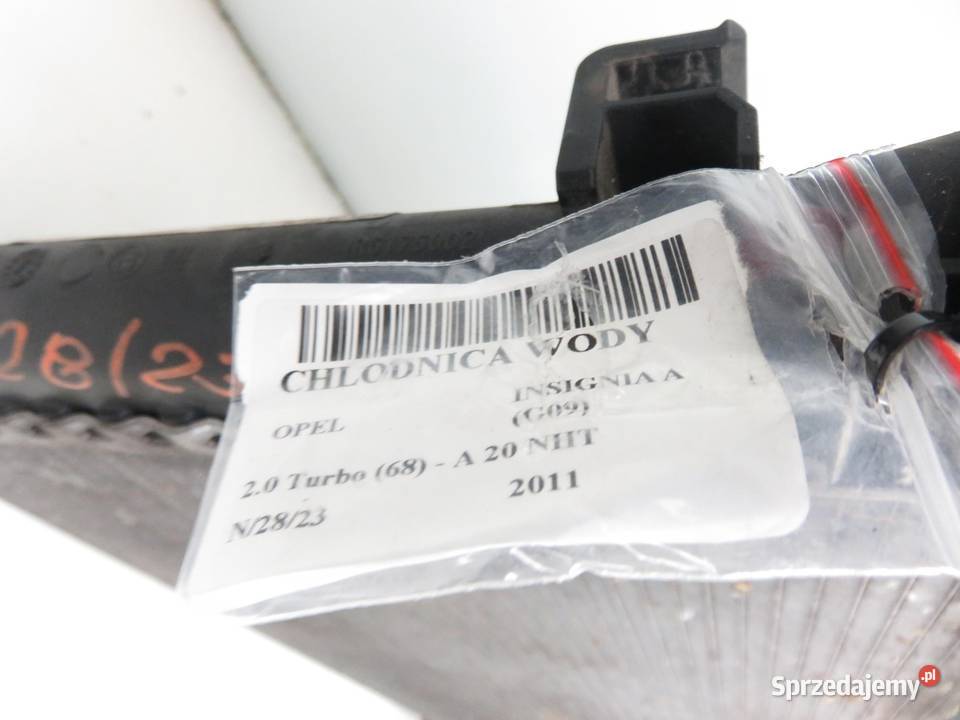 28/23
CHLODNICA WODY
OPEL INSIGNIA A
(G09)
2.0 Turbo (68) - A 20 NHT
N/28/23 2011
Sprzedajemy.pl